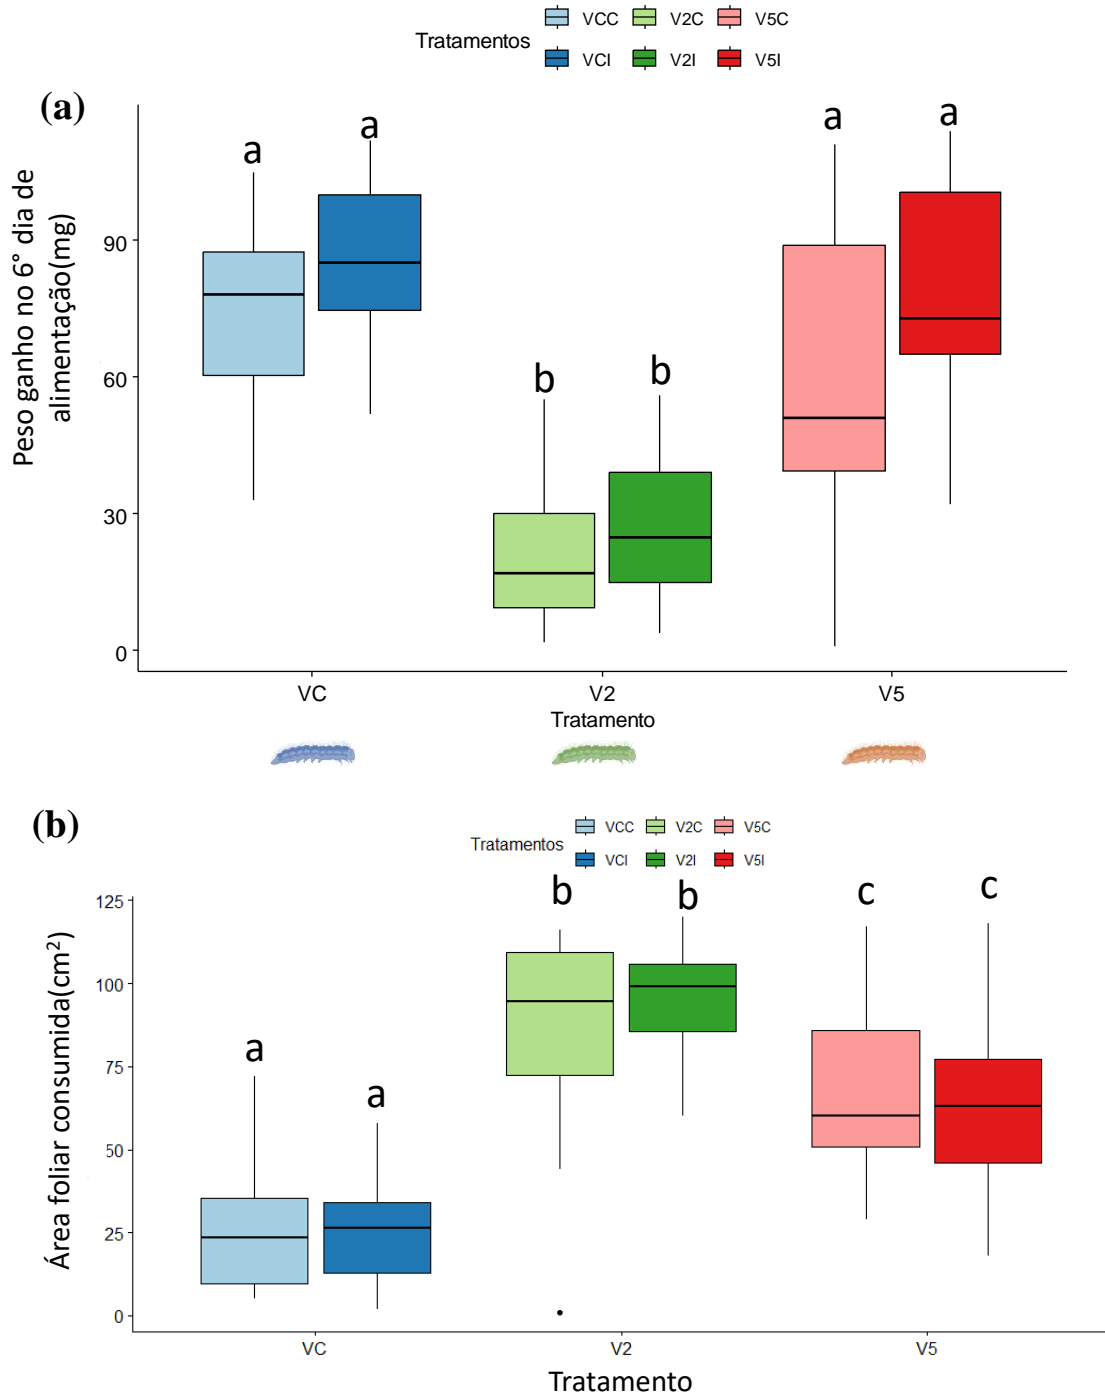 VCC V2C V5C
Tratamentos
VCI V2I V5I
(a)
a a b b a a
Peso ganho no 6° dia de
alimentação(mg)
90
60
30
0
VC V2 V5
Tratamento
(b)
VCC V2C V5C
Tratamentos
VCI V2I V5I
a a b b c c
Área foliar consumida(cm²)
125
100
75
50
25
0
VC V2 V5
Tratamento